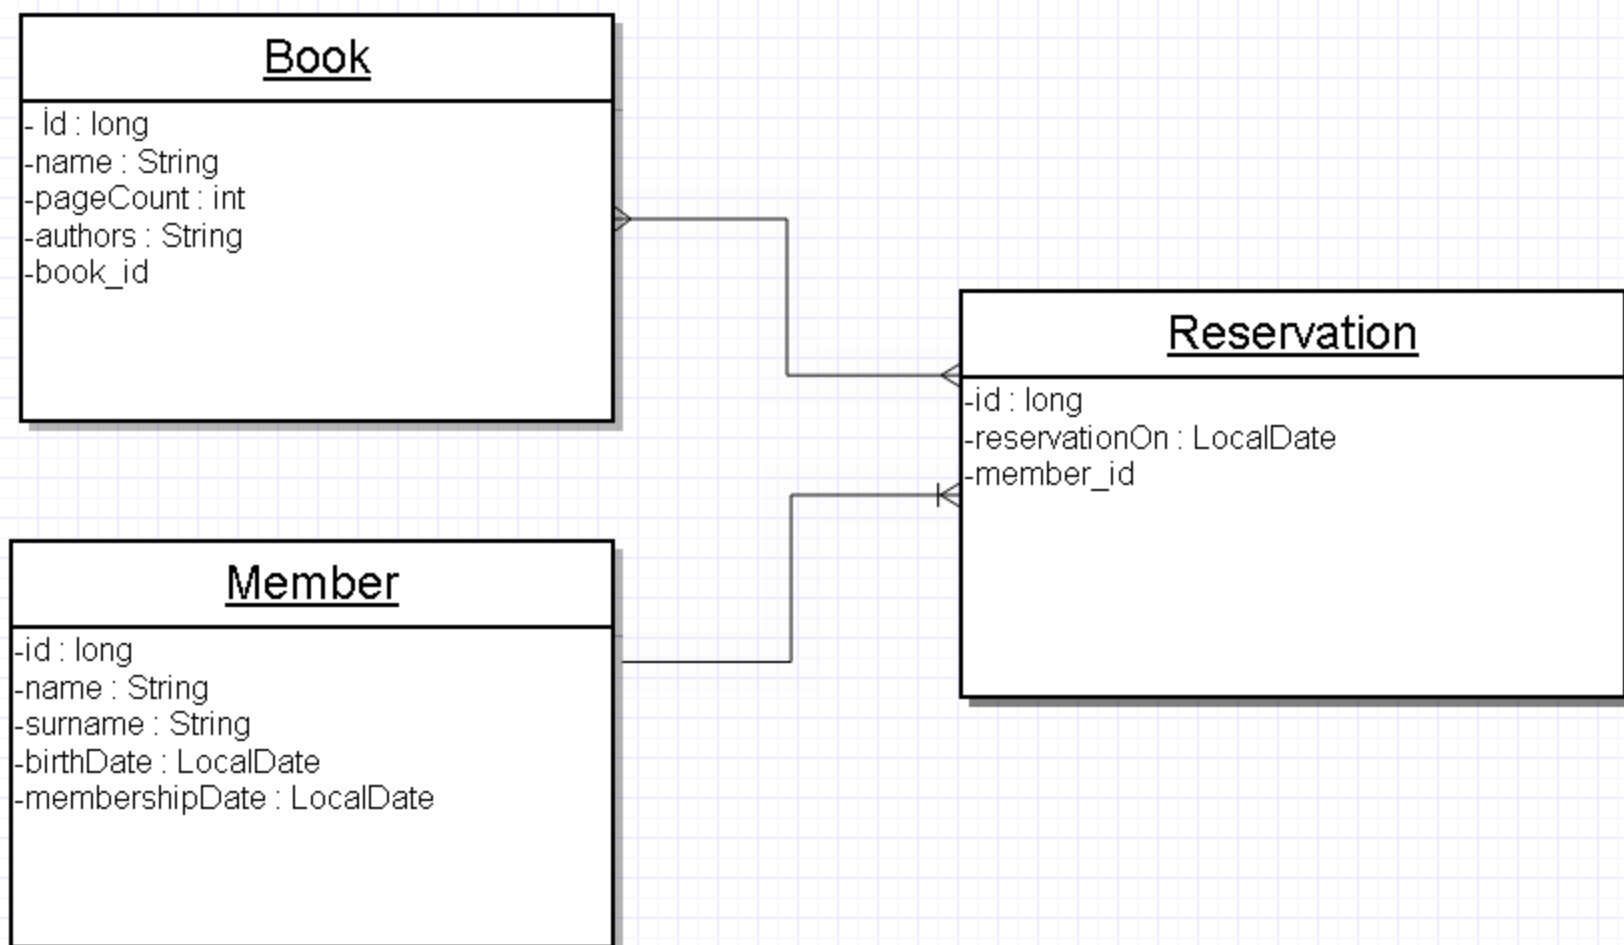 Book
- İd : long
-name : String
-pageCount : int
-authors : String
-book_id
Reservation
-id : long
-reservationOn : LocalDate
-member_id
Member
-id : long
-name : String
-surname : String
-birthDate : LocalDate
-membershipDate : LocalDate